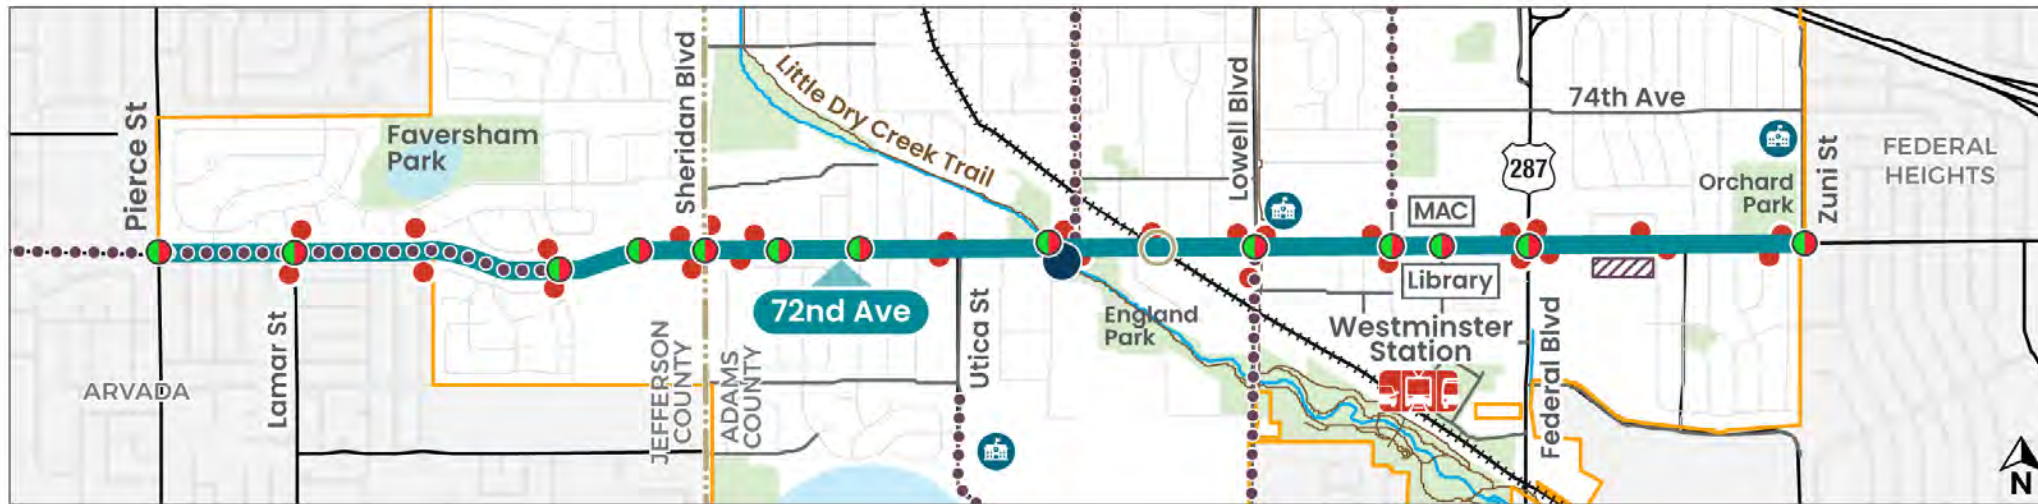 Pierce St
Faversham
Park
ARVADA
Lamar St
Sheridan Blvd
JEFFERSON
COUNTY
ADAMS
COUNTY
Little Dry Creek Trail
72nd Ave
Utica St
England
Park
Lowell Blvd
MAC
Library
Westminster
Station
287
Federal Blvd
74th Ave
Orchard
Park
Zuni St
FEDERAL
HEIGHTS
N